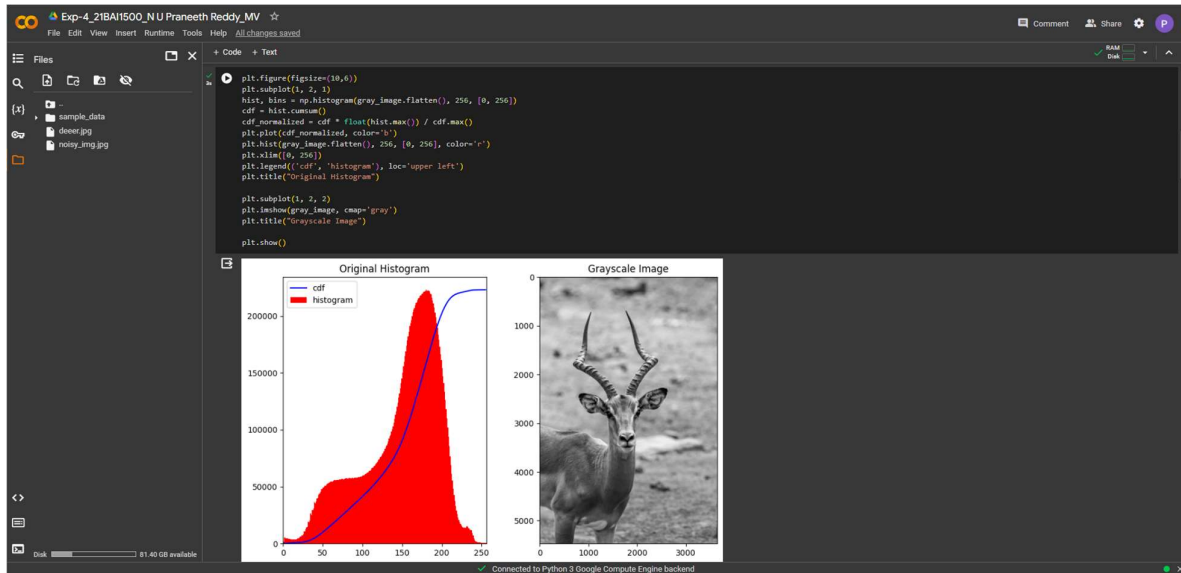 Exp-4_21BAI1500_N U Praneeth Reddy_MV
File Edit View Insert Runtime Tools Help All changes saved
Comment Share P
Files
+ Code + Text
RAM
Disk
..
sample_data
deeer.jpg
noisy_img.jpg
{x}
3s
plt.figure(figsize=(10,6))
plt.subplot(1, 2, 1)
hist, bins = np.histogram(gray_image.flatten(), 256, [0, 256])
cdf = hist.cumsum()
cdf_normalized = cdf * float(hist.max()) / cdf.max()
plt.plot(cdf_normalized, color='b')
plt.hist(gray_image.flatten(), 256, [0, 256], color='r')
plt.xlim([0, 256])
plt.legend(('cdf', 'histogram'), loc='upper left')
plt.title("Original Histogram")
plt.subplot(1, 2, 2)
plt.imshow(gray_image, cmap='gray')
plt.title("Grayscale Image")
plt.show()
Original Histogram
cdf
histogram
200000
150000
100000
50000
0
0 50 100 150 200 250
Grayscale Image
0
1000
2000
3000
4000
5000
0 1000 2000 3000
Disk 81.40 GB available
Connected to Python 3 Google Compute Engine backend